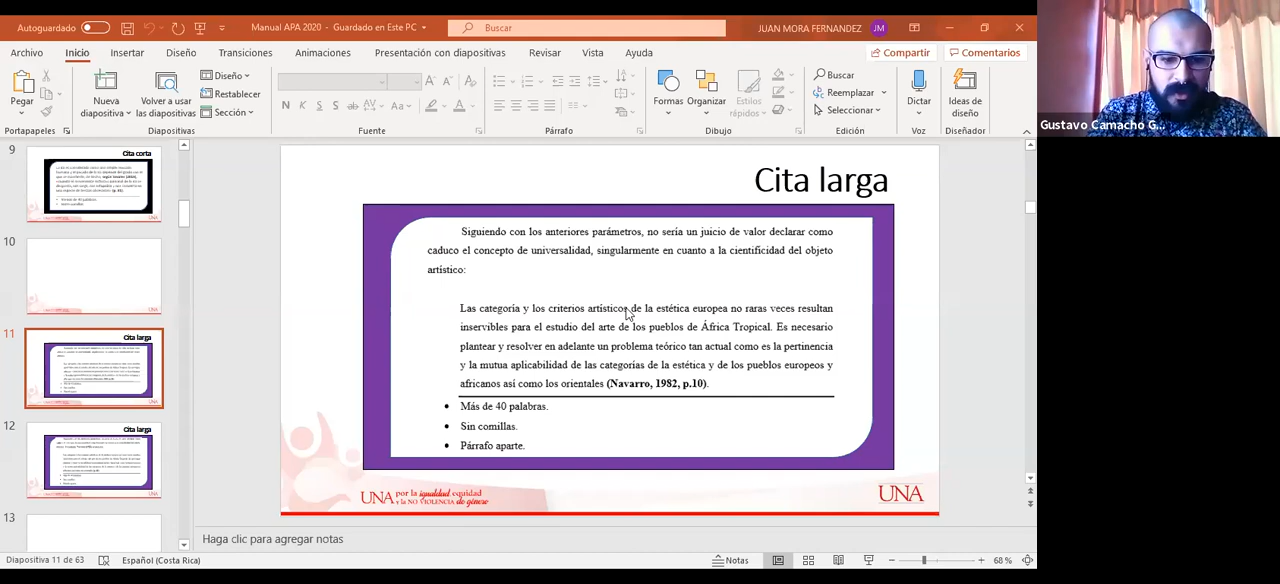 Autoguardado
Manual APA 2020 - Guardado en Este PC
Buscar
JUAN MORA FERNANDEZ JM
Archivo Inicio Insertar Diseño Transiciones Animaciones Presentación con diapositivas Revisar Vista Ayuda Compartir Comentarios
Pegar
Nueva diapositiva
Volver a usar las diapositivas
Diseño
Restablecer
Sección
N K S S ab AV Aa A
Formas
Organizar
Estilos rápidos
Buscar
Reemplazar
Seleccionar
Dictar
Ideas de diseño
Portapapeles Diapositivas Fuente Párrafo Dibujo Edición Voz Diseñador
Gustavo Camacho G...
9
Cita corta
UNA
10
UNA
11
Cita larga
UNA
12
Cita larga
UNA
13
Cita larga
Siguiendo con los anteriores parámetros, no sería un juicio de valor declarar como
caduco el concepto de universalidad, singularmente en cuanto a la cientificidad del objeto
artístico:
Las categoría y los criterios artísticos de la estética europea no raras veces resultan
inservibles para el estudio del arte de los pueblos de África Tropical. Es necesario
plantear y resolver en adelante un problema teórico tan actual como es la pertinencia
y la mutua aplicabilidad de las categorías de la estética y de los pueblos europeos y
africanos así como los orientales (Navarro, 1982, p.10).
• Más de 40 palabras.
• Sin comillas.
• Párrafo aparte.
UNA por la igualdad equidad
y la NO VIOLENCIA de género
UNA
Haga clic para agregar notas
Diapositiva 11 de 63 Español (Costa Rica) Notas 68 %